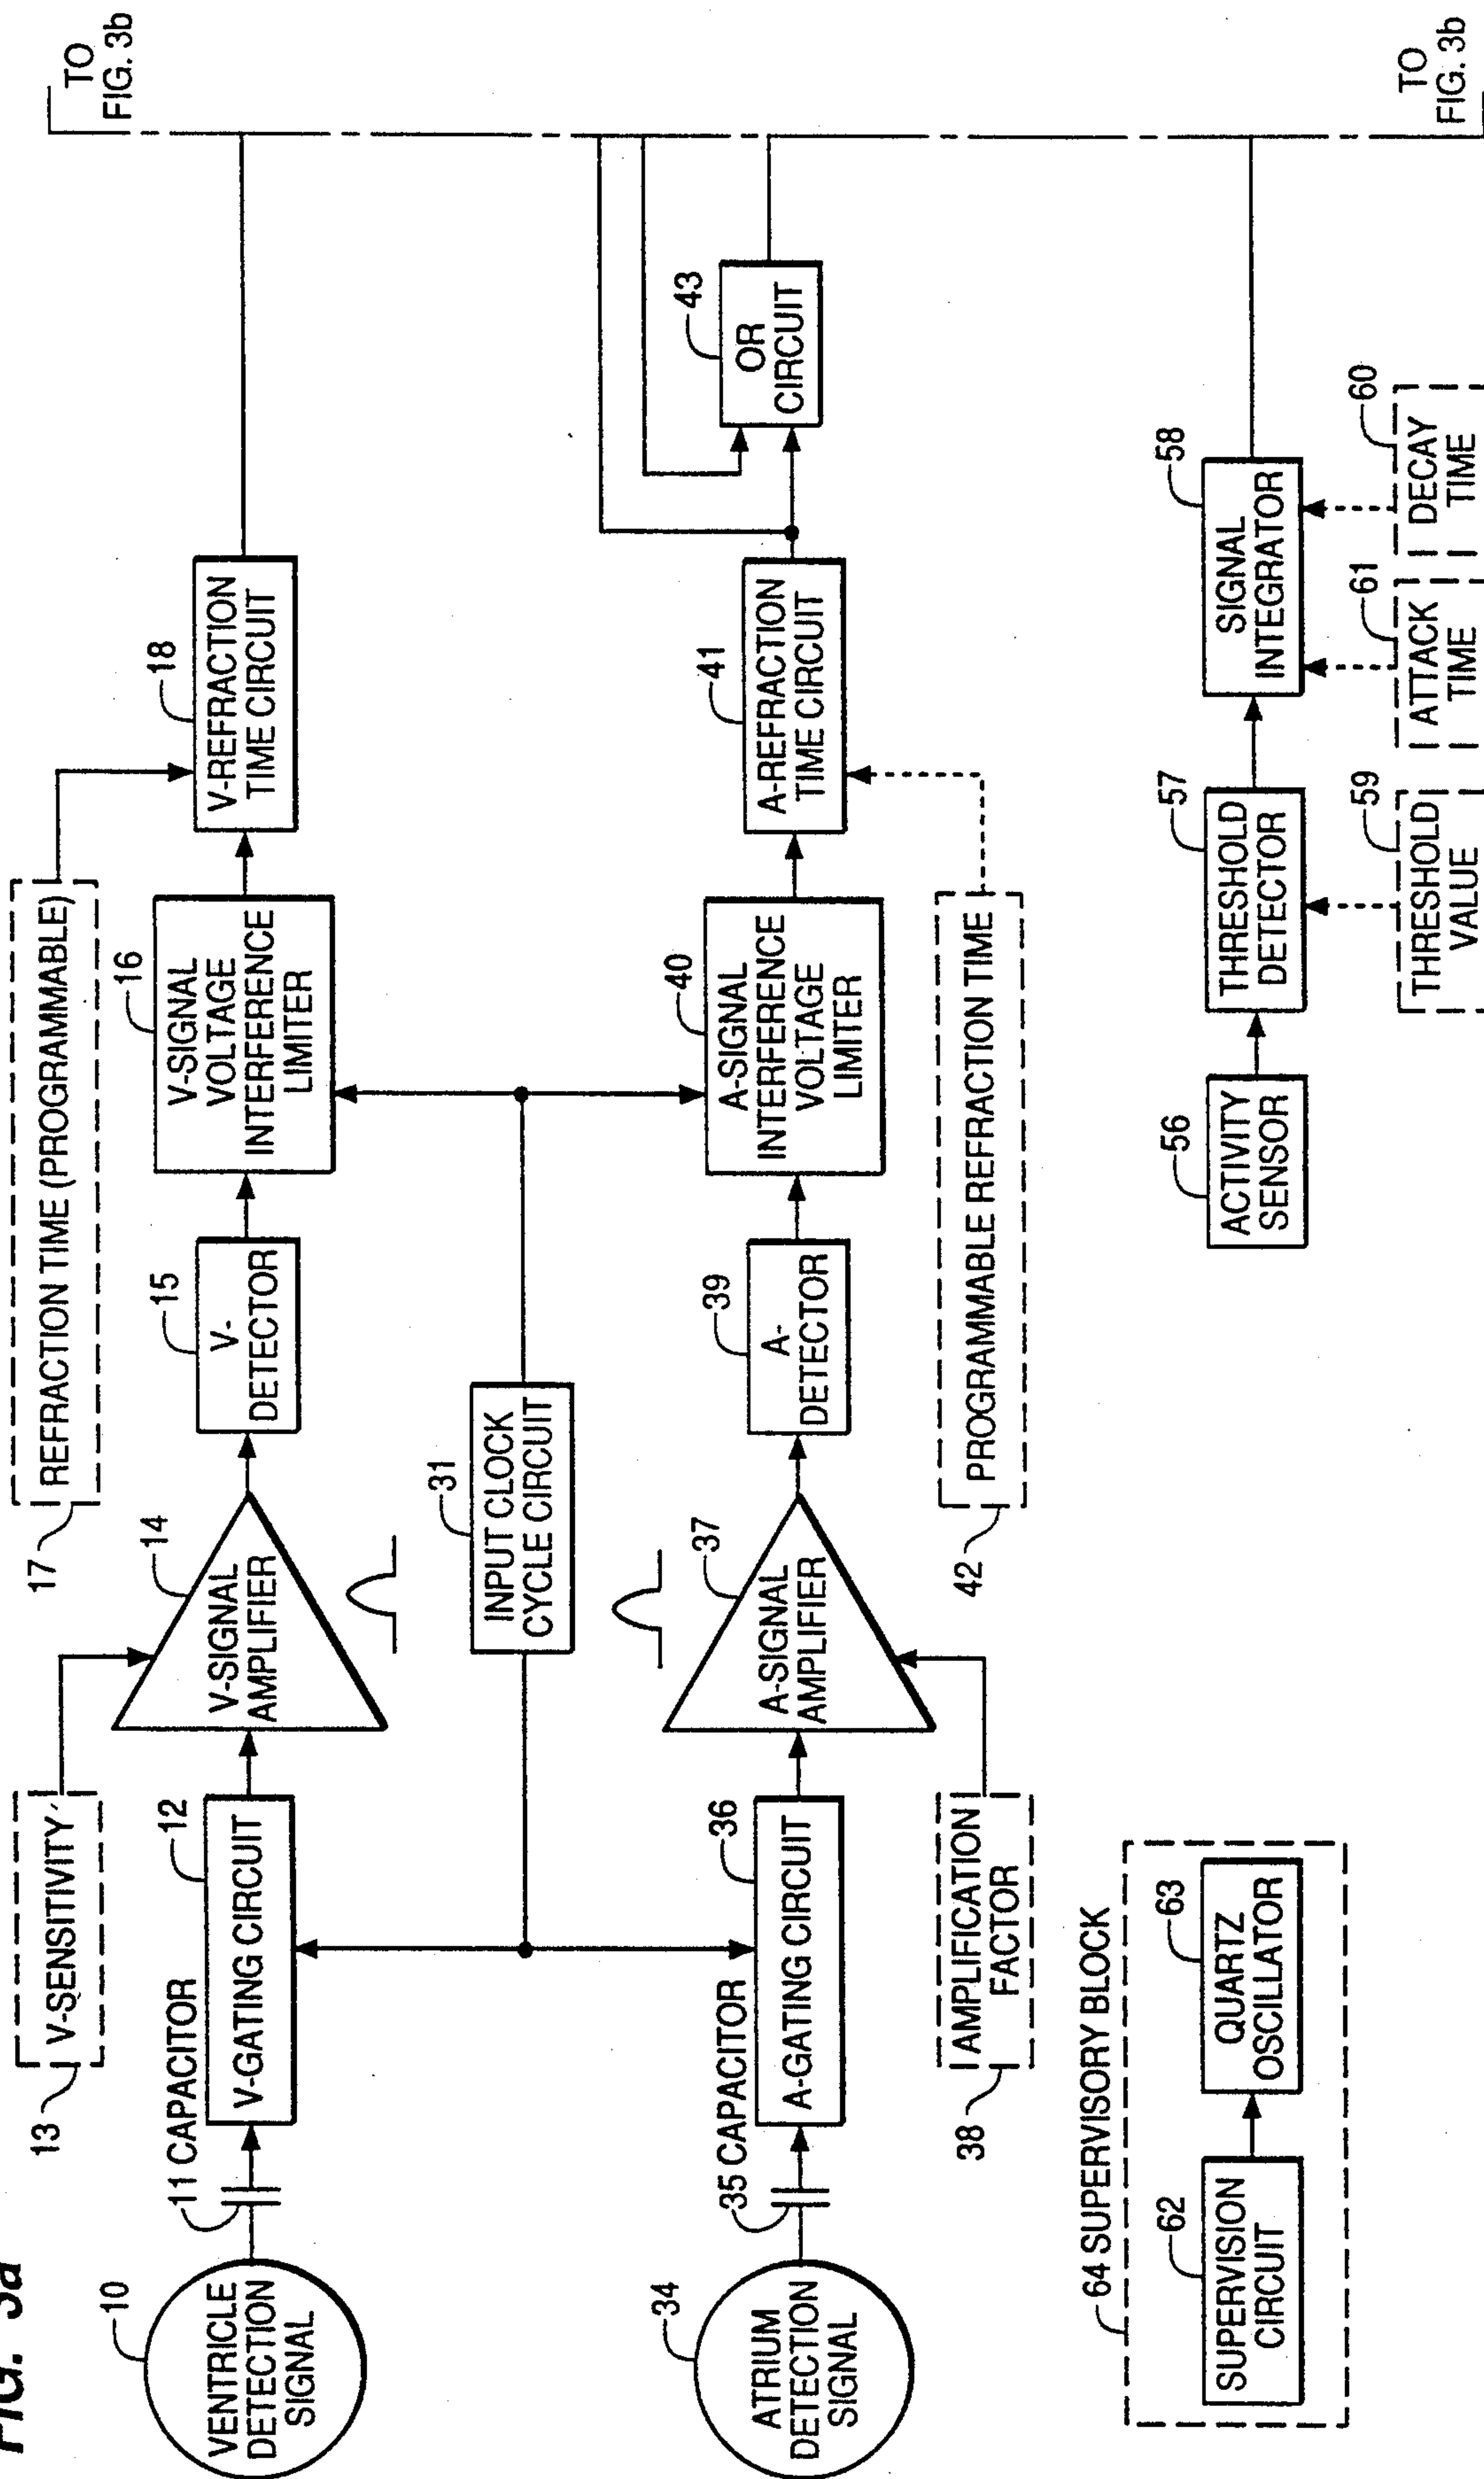 FIG. 3a
TO
FIG. 3b
17
REFRACTION TIME (PROGRAMMABLE)
13
V-SENSITIVITY
10
VENTRICLE
DETECTION
SIGNAL
11 CAPACITOR
12
V-GATING CIRCUIT
14
V-SIGNAL
AMPLIFIER
15
V-
DETECTOR
16
V-SIGNAL
VOLTAGE
INTERFERENCE
LIMITER
18
V-REFRACTION
TIME CIRCUIT
31
INPUT CLOCK
CYCLE CIRCUIT
34
ATRIUM
DETECTION
SIGNAL
35 CAPACITOR
36
A-GATING CIRCUIT
37
A-SIGNAL
AMPLIFIER
39
A-
DETECTOR
40
A-SIGNAL
INTERFERENCE
VOLTAGE
LIMITER
41
A-REFRACTION
TIME CIRCUIT
43
OR
CIRCUIT
38
AMPLIFICATION
FACTOR
42
PROGRAMMABLE REFRACTION TIME
64 SUPERVISORY BLOCK
62
SUPERVISION
CIRCUIT
63
QUARTZ
OSCILLATOR
56
ACTIVITY
SENSOR
57
THRESHOLD
DETECTOR
58
SIGNAL
INTEGRATOR
59
THRESHOLD
VALUE
61
ATTACK
TIME
60
DECAY
TIME
TO
FIG. 3b